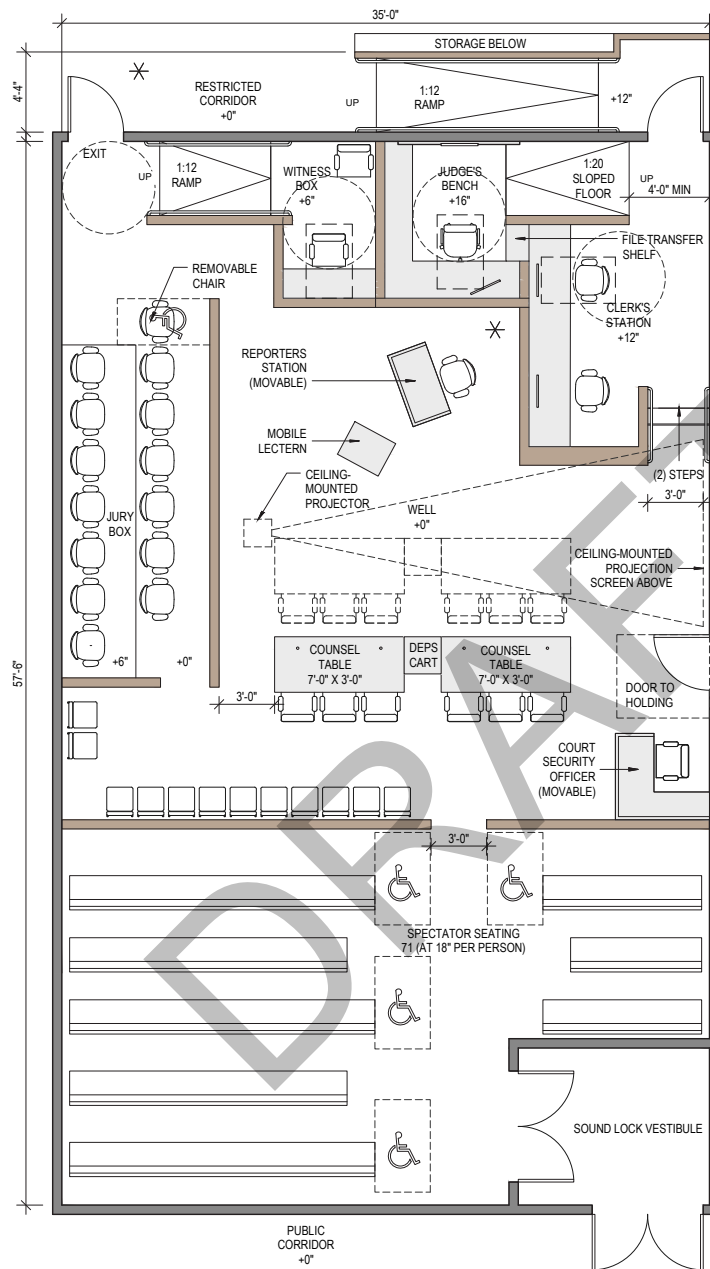 35'-0"
STORAGE BELOW
4'-4"
RESTRICTED
CORRIDOR
+0"
UP
1:12
RAMP
+12"
EXIT
UP
1:12
RAMP
WITNESS
BOX
+6"
JUDGE'S
BENCH
+16"
1:20
SLOPED
FLOOR
UP
4'-0" MIN
FILE TRANSFER
SHELF
REMOVABLE
CHAIR
CLERK'S
STATION
+12"
REPORTERS
STATION
(MOVABLE)
MOBILE
LECTERN
CEILING-
MOUNTED
PROJECTOR
(2) STEPS
3'-0"
WELL
+0"
JURY
BOX
CEILING-MOUNTED
PROJECTION
SCREEN ABOVE
57'-6"
+6"
+0"
COUNSEL
TABLE
7'-0" X 3'-0"
DEPS
CART
COUNSEL
TABLE
7'-0" X 3'-0"
DOOR TO
HOLDING
3'-0"
COURT
SECURITY
OFFICER
(MOVABLE)
3'-0"
SPECTATOR SEATING
71 (AT 18" PER PERSON)
SOUND LOCK VESTIBULE
PUBLIC
CORRIDOR
+0"
DRAFT